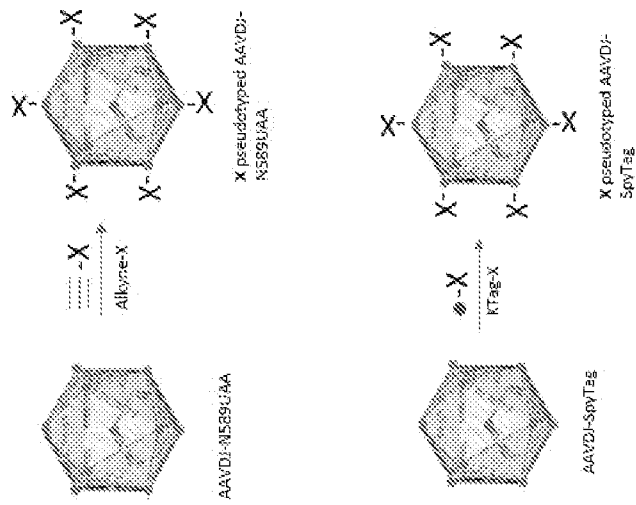 AAVDJ-N589UAA
X
Alkyne-X
X
X
X
X
X
X
X pseudotyped AAVDJ-
N589UAA
AAVDJ-SpyTag
X
KTag-X
X
X
X
X
X
X
X pseudotyped AAVDJ-
SpyTag